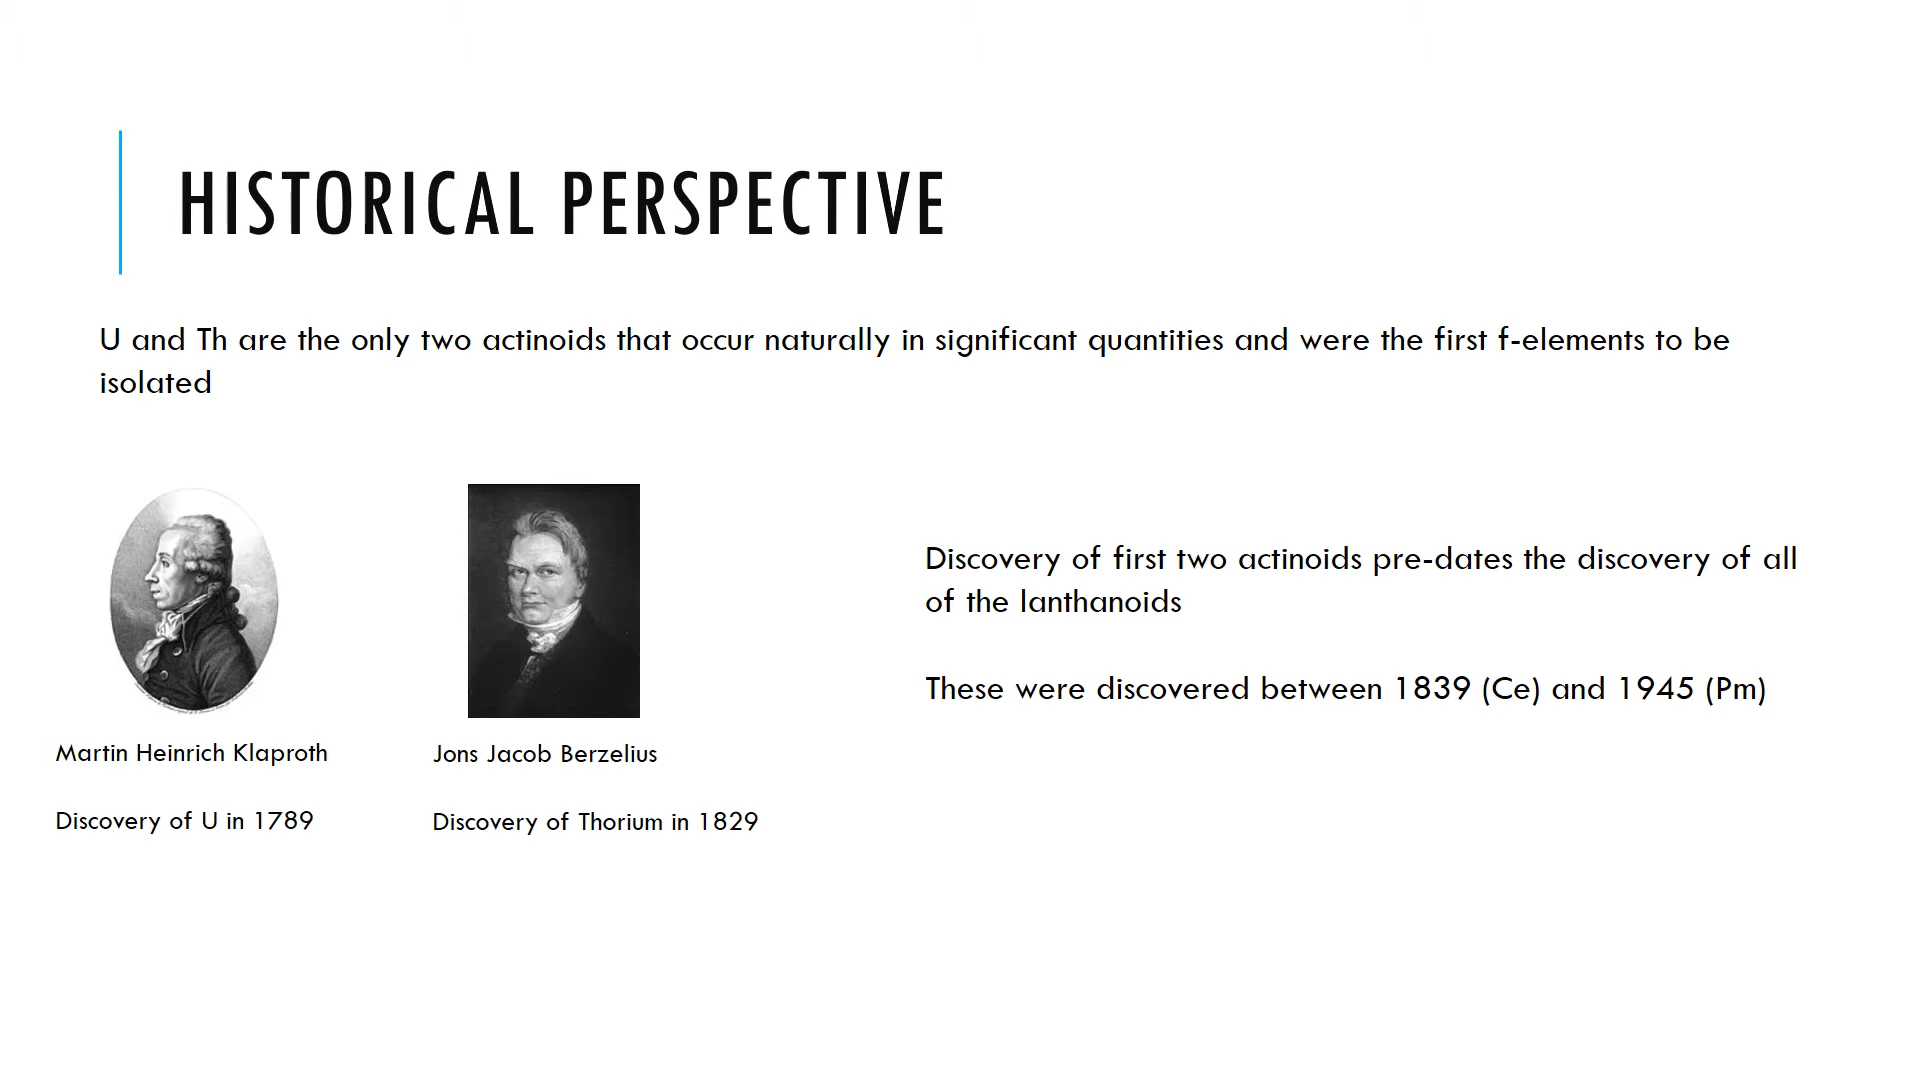 HISTORICAL PERSPECTIVE
U and Th are the only two actinoids that occur naturally in significant quantities and were the first f-elements to be
isolated
Martin Heinrich Klaproth
Discovery of U in 1789
Jons Jacob Berzelius
Discovery of Thorium in 1829
Discovery of first two actinoids pre-dates the discovery of all
of the lanthanoids
These were discovered between 1839 (Ce) and 1945 (Pm)